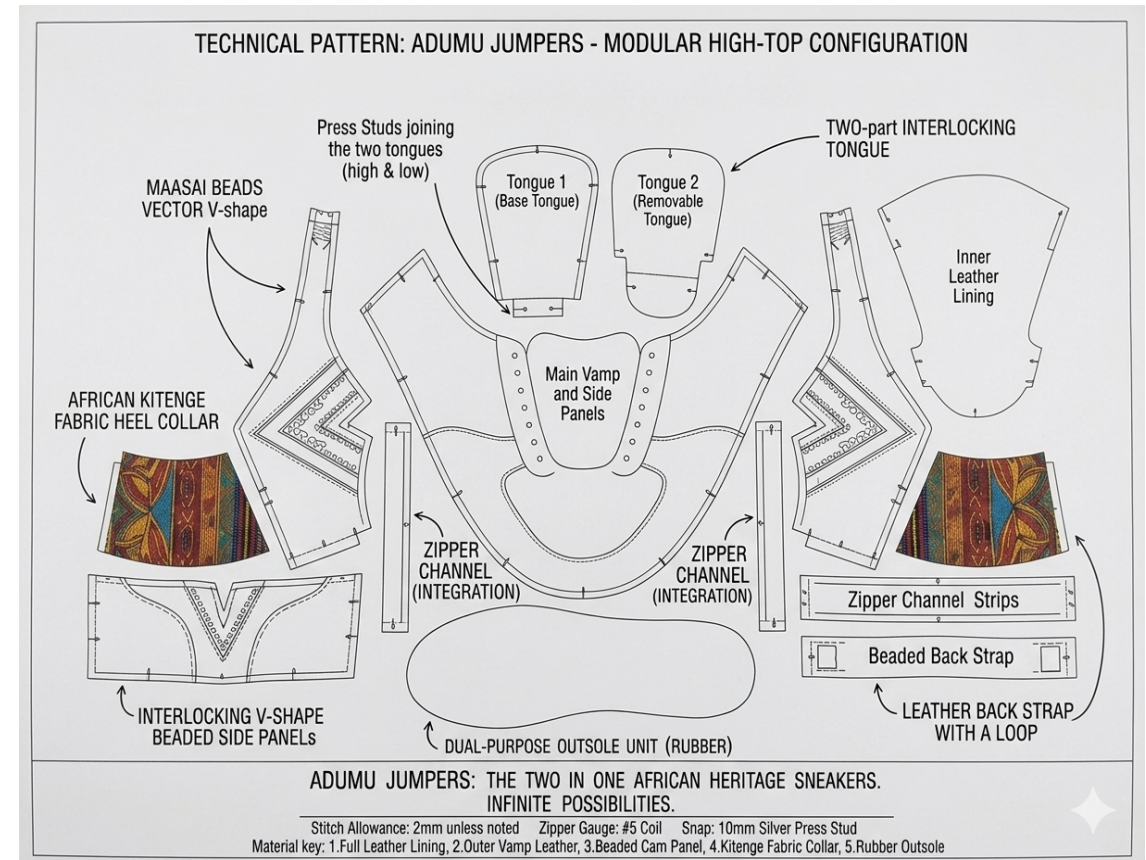 TECHNICAL PATTERN: ADUMU JUMPERS - MODULAR HIGH-TOP CONFIGURATION
Press Studs joining
the two tongues
(high & low)
TWO-part INTERLOCKING
TONGUE
MAASAI BEADS
VECTOR V-shape
Tongue 1
(Base Tongue)
Tongue 2
(Removable
Tongue)
Inner
Leather
Lining
Main Vamp
and Side
Panels
AFRICAN KITENGE
FABRIC HEEL COLLAR
ZIPPER
CHANNEL
(INTEGRATION)
ZIPPER
CHANNEL
(INTEGRATION)
Zipper Channel Strips
Beaded Back Strap
INTERLOCKING V-SHAPE
BEADED SIDE PANELs
LEATHER BACK STRAP
WITH A LOOP
DUAL-PURPOSE OUTSOLE UNIT (RUBBER)
ADUMU JUMPERS: THE TWO IN ONE AFRICAN HERITAGE SNEAKERS.
INFINITE POSSIBILITIES.
Stitch Allowance: 2mm unless noted Zipper Gauge: #5 Coil Snap: 10mm Silver Press Stud
Material key: 1.Full Leather Lining, 2.Outer Vamp Leather, 3.Beaded Cam Panel, 4.Kitenge Fabric Collar, 5.Rubber Outsole